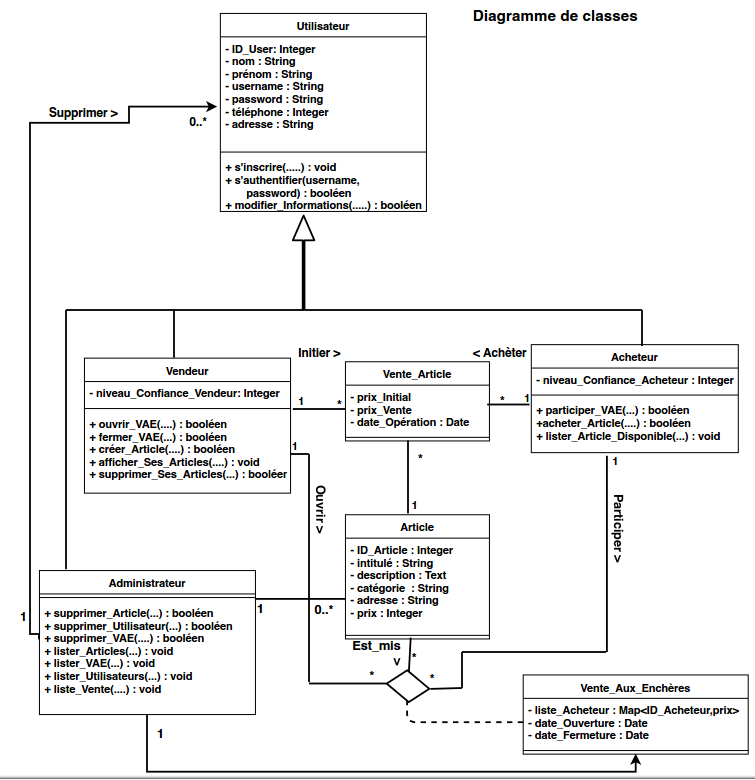 Diagramme de classes
Utilisateur
- ID_User: Integer
- nom : String
- prénom : String
- username : String
- password : String
- téléphone : Integer
- adresse : String
+ s'inscrire(.....) : void
+ s'authentifier(username,
password) : booléen
+ modifier_Informations(.....) : booléen
Supprimer >
0..*
Vendeur
- niveau_Confiance_Vendeur: Integer
+ ouvrir_VAE(....) : booléen
+ fermer_VAE(...) : booléen
+ créer_Article(....) : booléen
+ afficher_Ses_Articles(....) : void
+ supprimer_Ses_Articles(...) : booléer
Initier >
1
*
Vente_Article
- prix_Initial
- prix_Vente
- date_Opération : Date
< Achèter
*
1
Acheteur
- niveau_Confiance_Acheteur : Integer
+ participer_VAE(...) : booléen
+acheter_Article(....) : booléen
+ lister_Article_Disponible(...) : void
1
Ouvrir >
*
1
1
Participer >
Article
- ID_Article : Integer
- intitulé : String
- description : Text
- catégorie : String
- adresse : String
- prix : Integer
Administrateur
+ supprimer_Article(...) : booléen
+ supprimer_Utilisateur(...) : booléen
+ supprimer_VAE(....) : booléen
+ lister_Articles(...) : void
+ lister_VAE(...) : void
+ lister_Utilisateurs(...) : void
+ liste_Vente(....) : void
1
1
0..*
Est_mis
v
*
*
*
1
Vente_Aux_Enchères
- liste_Acheteur : Map<ID_Acheteur,prix>
- date_Ouverture : Date
- date_Fermeture : Date